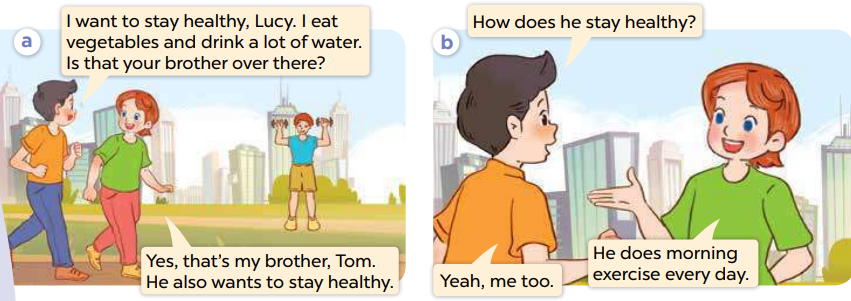 a
I want to stay healthy, Lucy. I eat
vegetables and drink a lot of water.
Is that your brother over there?
Yes, that's my brother, Tom.
He also wants to stay healthy.
b
How does he stay healthy?
He does morning
exercise every day.
Yeah, me too.